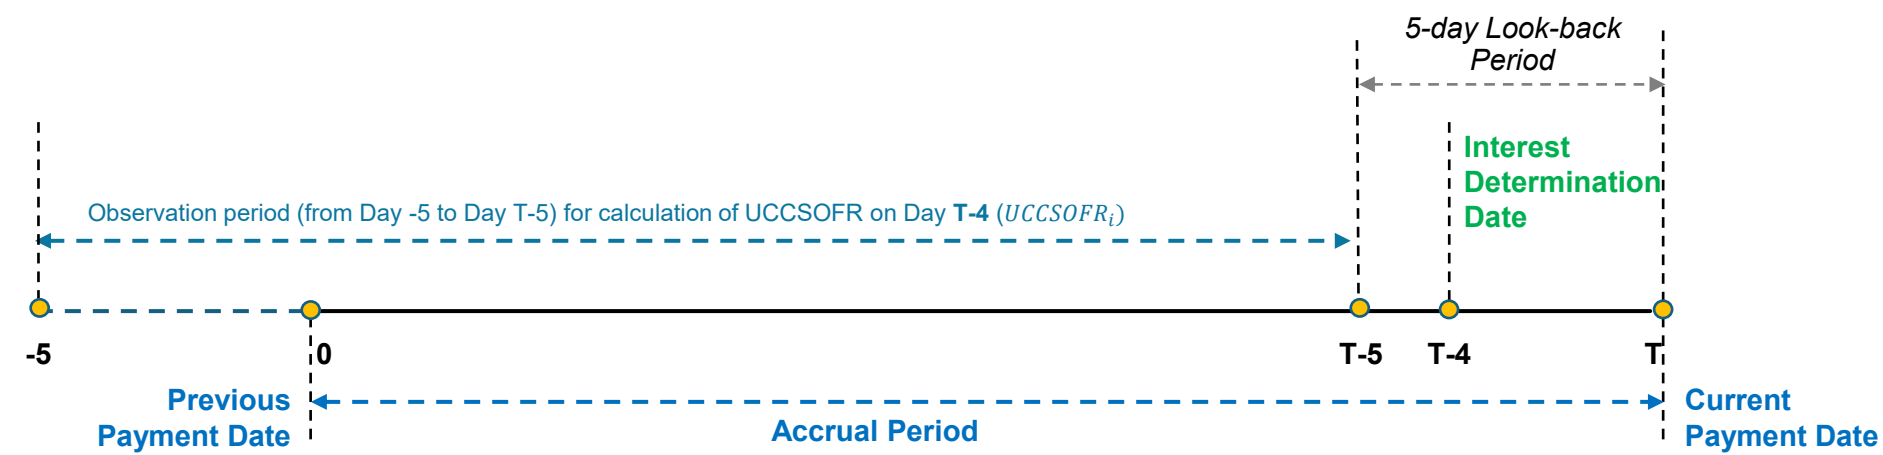 5-day Look-back
Period
Interest
Determination
Date
Observation period (from Day -5 to Day T-5) for calculation of UCCSOFR on Day T-4 (𝑈𝐶𝐶𝑆𝑂𝐹𝑅ᵢ)
-5
0
T-5
T-4
T
Previous
Payment Date
Accrual Period
Current
Payment Date